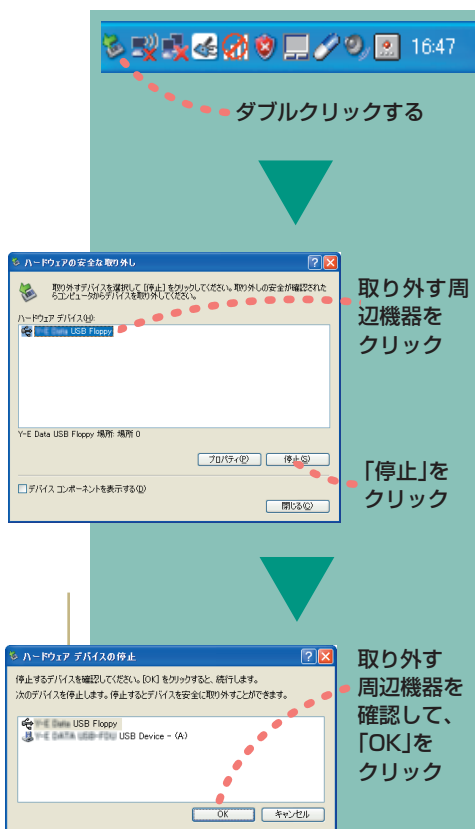 16:47
ダブルクリックする
ハードウェアの安全な取り外し
取り外すデバイスを選択して [停止] をクリックしてください。取り外しの安全が確認された
らコンピュータからデバイスを取り外してください。
ハードウェア デバイス(H):
USB Floppy
Y-E Data USB Floppy 場所: 場所 0
プロパティ(P)
停止(S)
デバイス コンポーネントを表示する(D)
閉じる(C)
取り外す周
辺機器を
クリック
「停止」を
クリック
ハードウェア デバイスの停止
停止するデバイスを確認してください。[OK] をクリックすると、続行します。
次のデバイスを停止します。停止するとデバイスを安全に取り外すことができます。
USB Floppy
USB Device - (A)
OK
キャンセル
取り外す
周辺機器を
確認して、
「OK」を
クリック